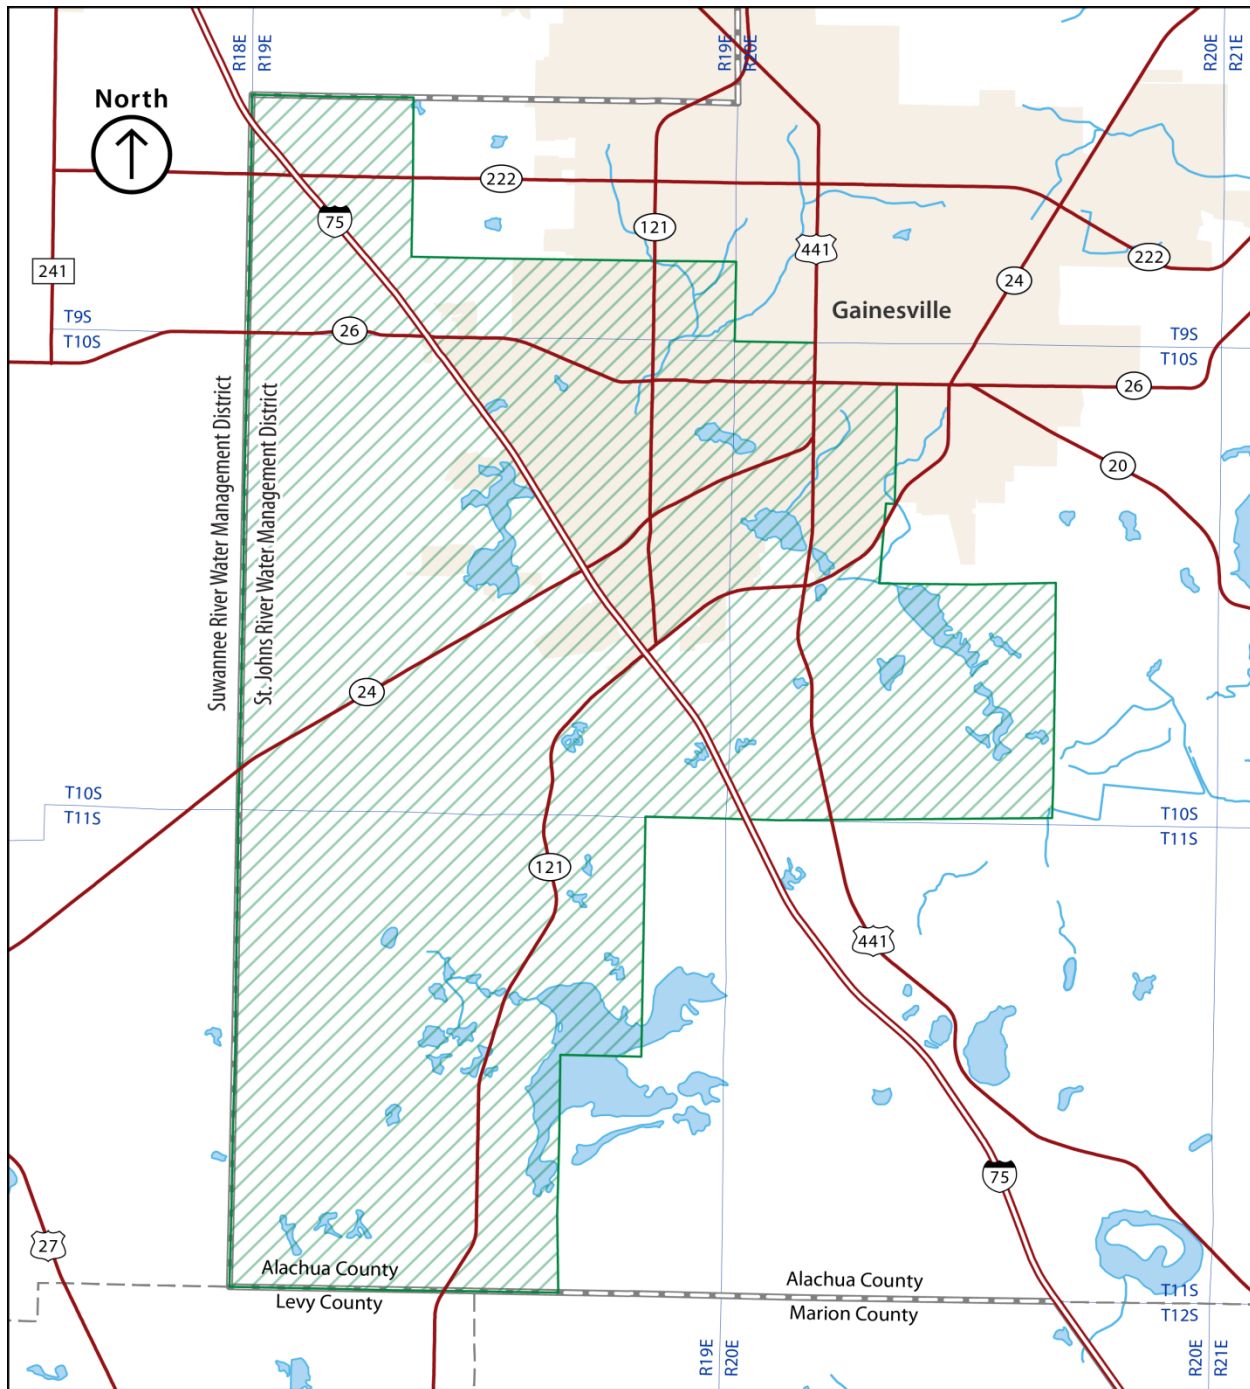 R18E
R19E
R19E
R20E
R20E
R21E
North
222
75
121
441
241
222
24
Gainesville
T9S
T10S
26
T9S
T10S
26
Suwannee River Water Management District
St. Johns River Water Management District
20
24
T10S
T11S
T10S
T11S
121
441
75
27
Alachua County
Levy County
Alachua County
Marion County
T11S
T12S
R19E
R20E
R20E
R21E